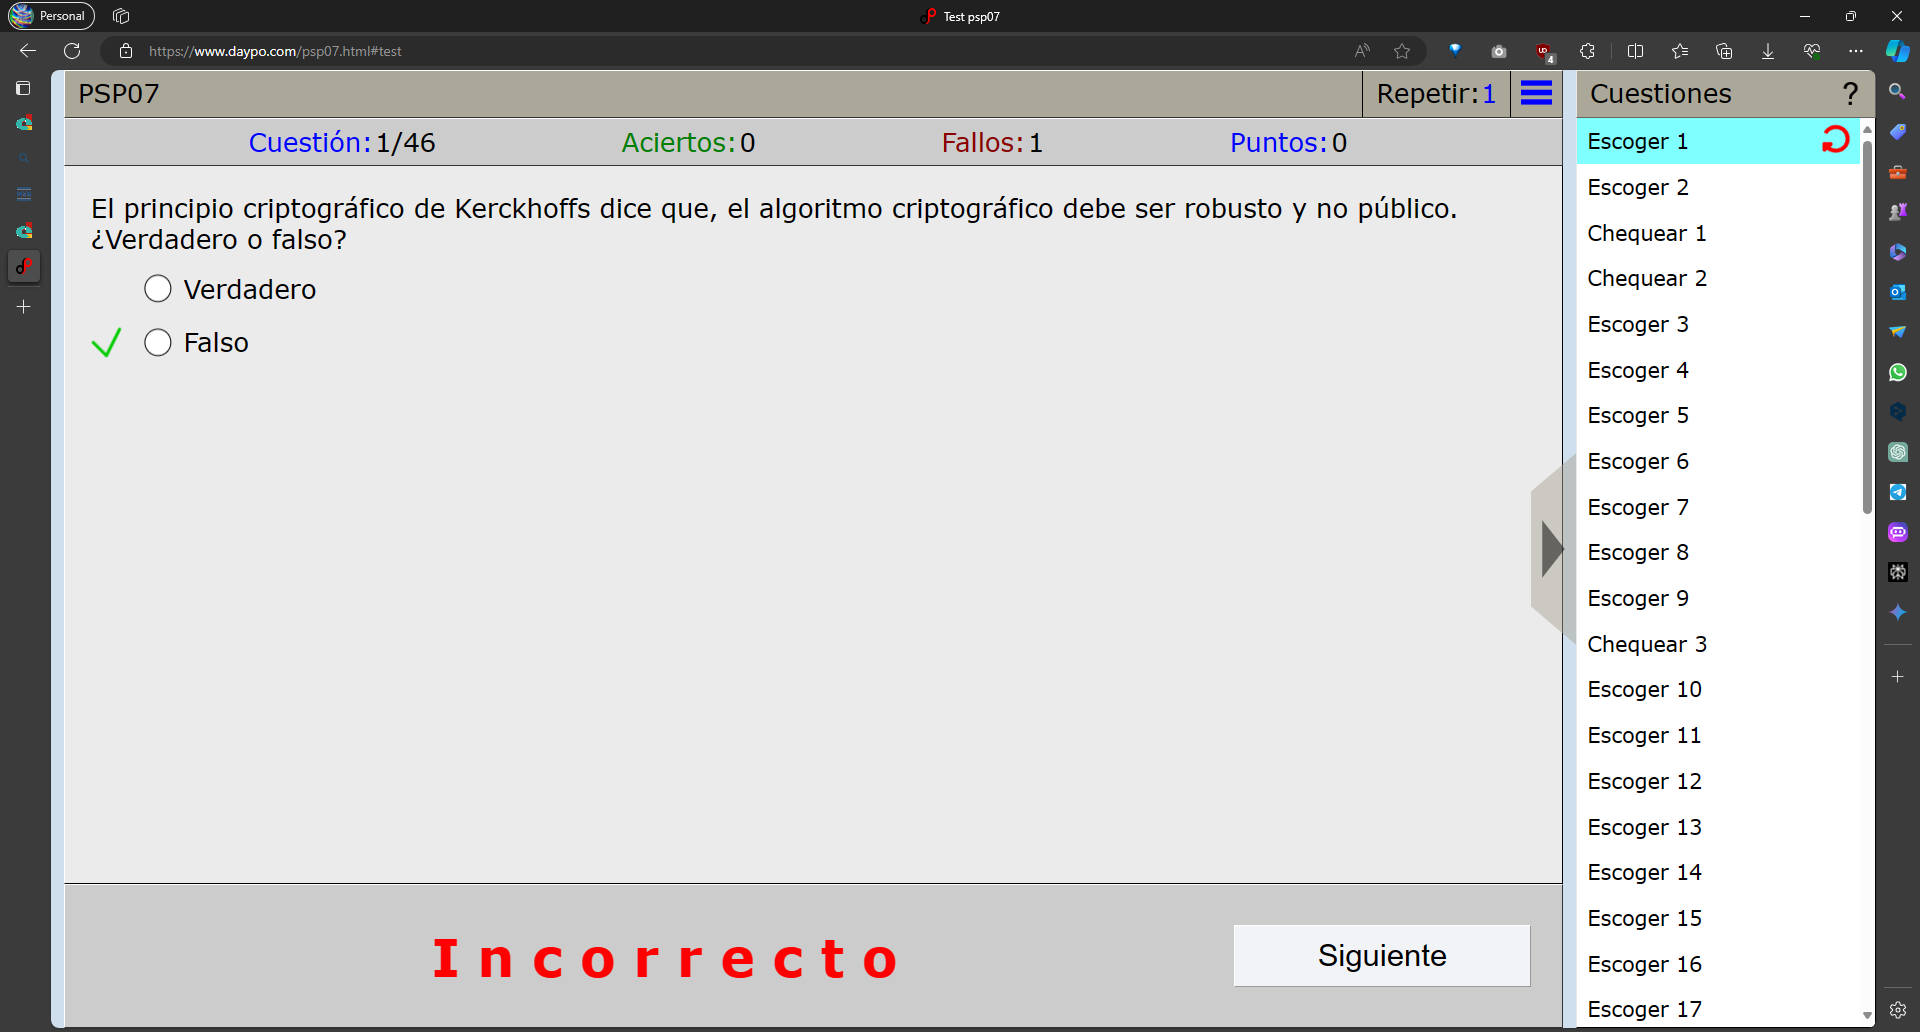 Personal
Test psp07
https://www.daypo.com/psp07.html#test
4
PSP07
Repetir:1
Cuestión:1/46
Aciertos:0
Fallos:1
Puntos:0
El principio criptográfico de Kerckhoffs dice que, el algoritmo criptográfico debe ser robusto y no público.
¿Verdadero o falso?
Verdadero
Falso
Incorrecto
Siguiente
Cuestiones
?
Escoger 1
Escoger 2
Chequear 1
Chequear 2
Escoger 3
Escoger 4
Escoger 5
Escoger 6
Escoger 7
Escoger 8
Escoger 9
Chequear 3
Escoger 10
Escoger 11
Escoger 12
Escoger 13
Escoger 14
Escoger 15
Escoger 16
Escoger 17